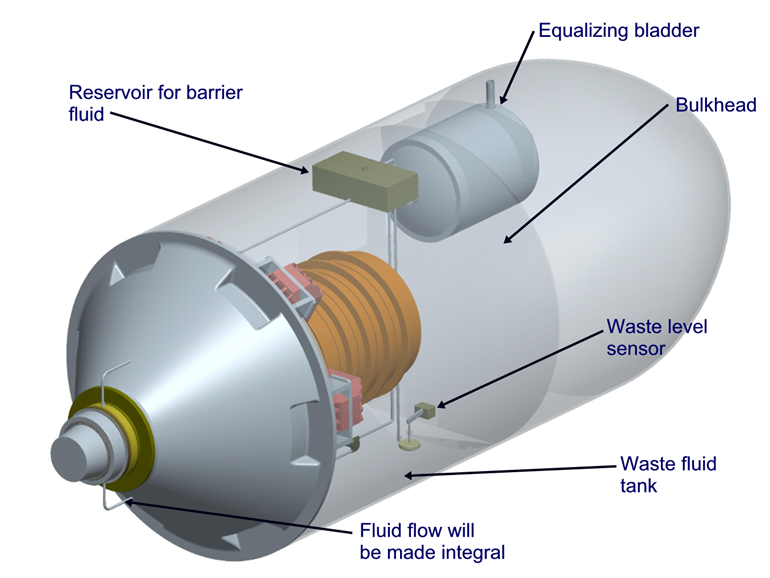 Equalizing bladder
Reservoir for barrier
fluid
Bulkhead
Waste level
sensor
Waste fluid
tank
Fluid flow will
be made integral